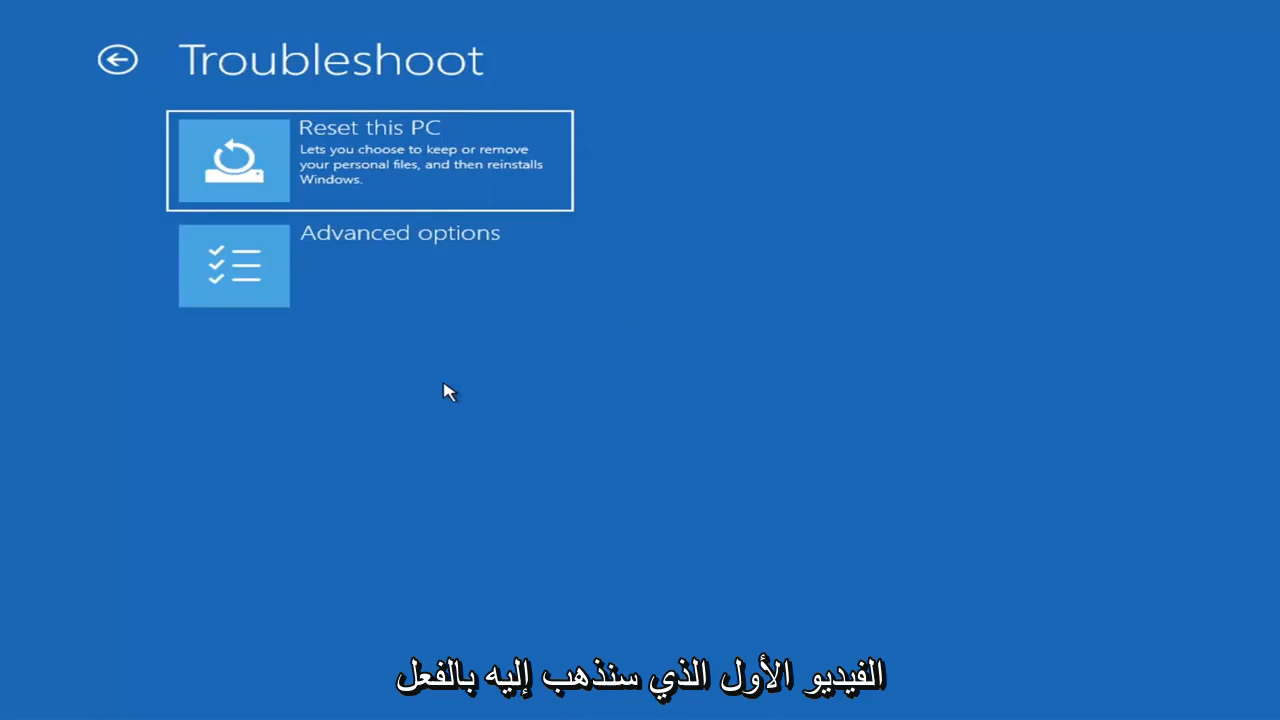 Troubleshoot
Reset this PC
Lets you choose to keep or remove
your personal files, and then reinstalls
Windows.
Advanced options
الفيديو الأول الذي سنذهب إليه بالفعل